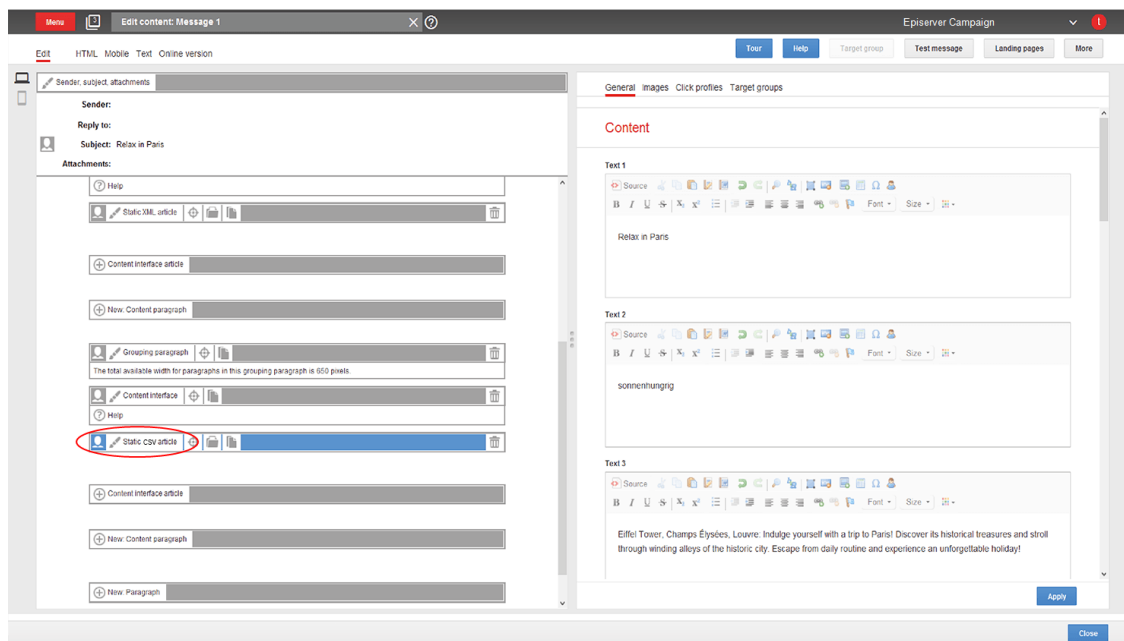 Menu
3
Edit content: Message 1
Episerver Campaign
Edit
HTML
Mobile
Text
Online version
Tour
Help
Target group
Test message
Landing pages
More
Sender, subject, attachments
Sender:
Reply to:
Subject: Relax in Paris
Attachments:
Help
Static XML article
Content interface article
New: Content paragraph
Grouping paragraph
The total available width for paragraphs in this grouping paragraph is 650 pixels.
Content interface
Help
Static CSV article
Content interface article
New: Content paragraph
New: Paragraph
General
Images
Click profiles
Target groups
Content
Text 1
Source
B I U S X₂ x² Font Size
Relax in Paris
Text 2
Source
B I U S X₂ x² Font Size
sonnenhungrig
Text 3
Source
B I U S X₂ x² Font Size
Eiffel Tower, Champs Élysées, Louvre: Indulge yourself with a trip to Paris! Discover its historical treasures and stroll
through winding alleys of the historic city. Escape from daily routine and experience an unforgettable holiday!
Apply
Close